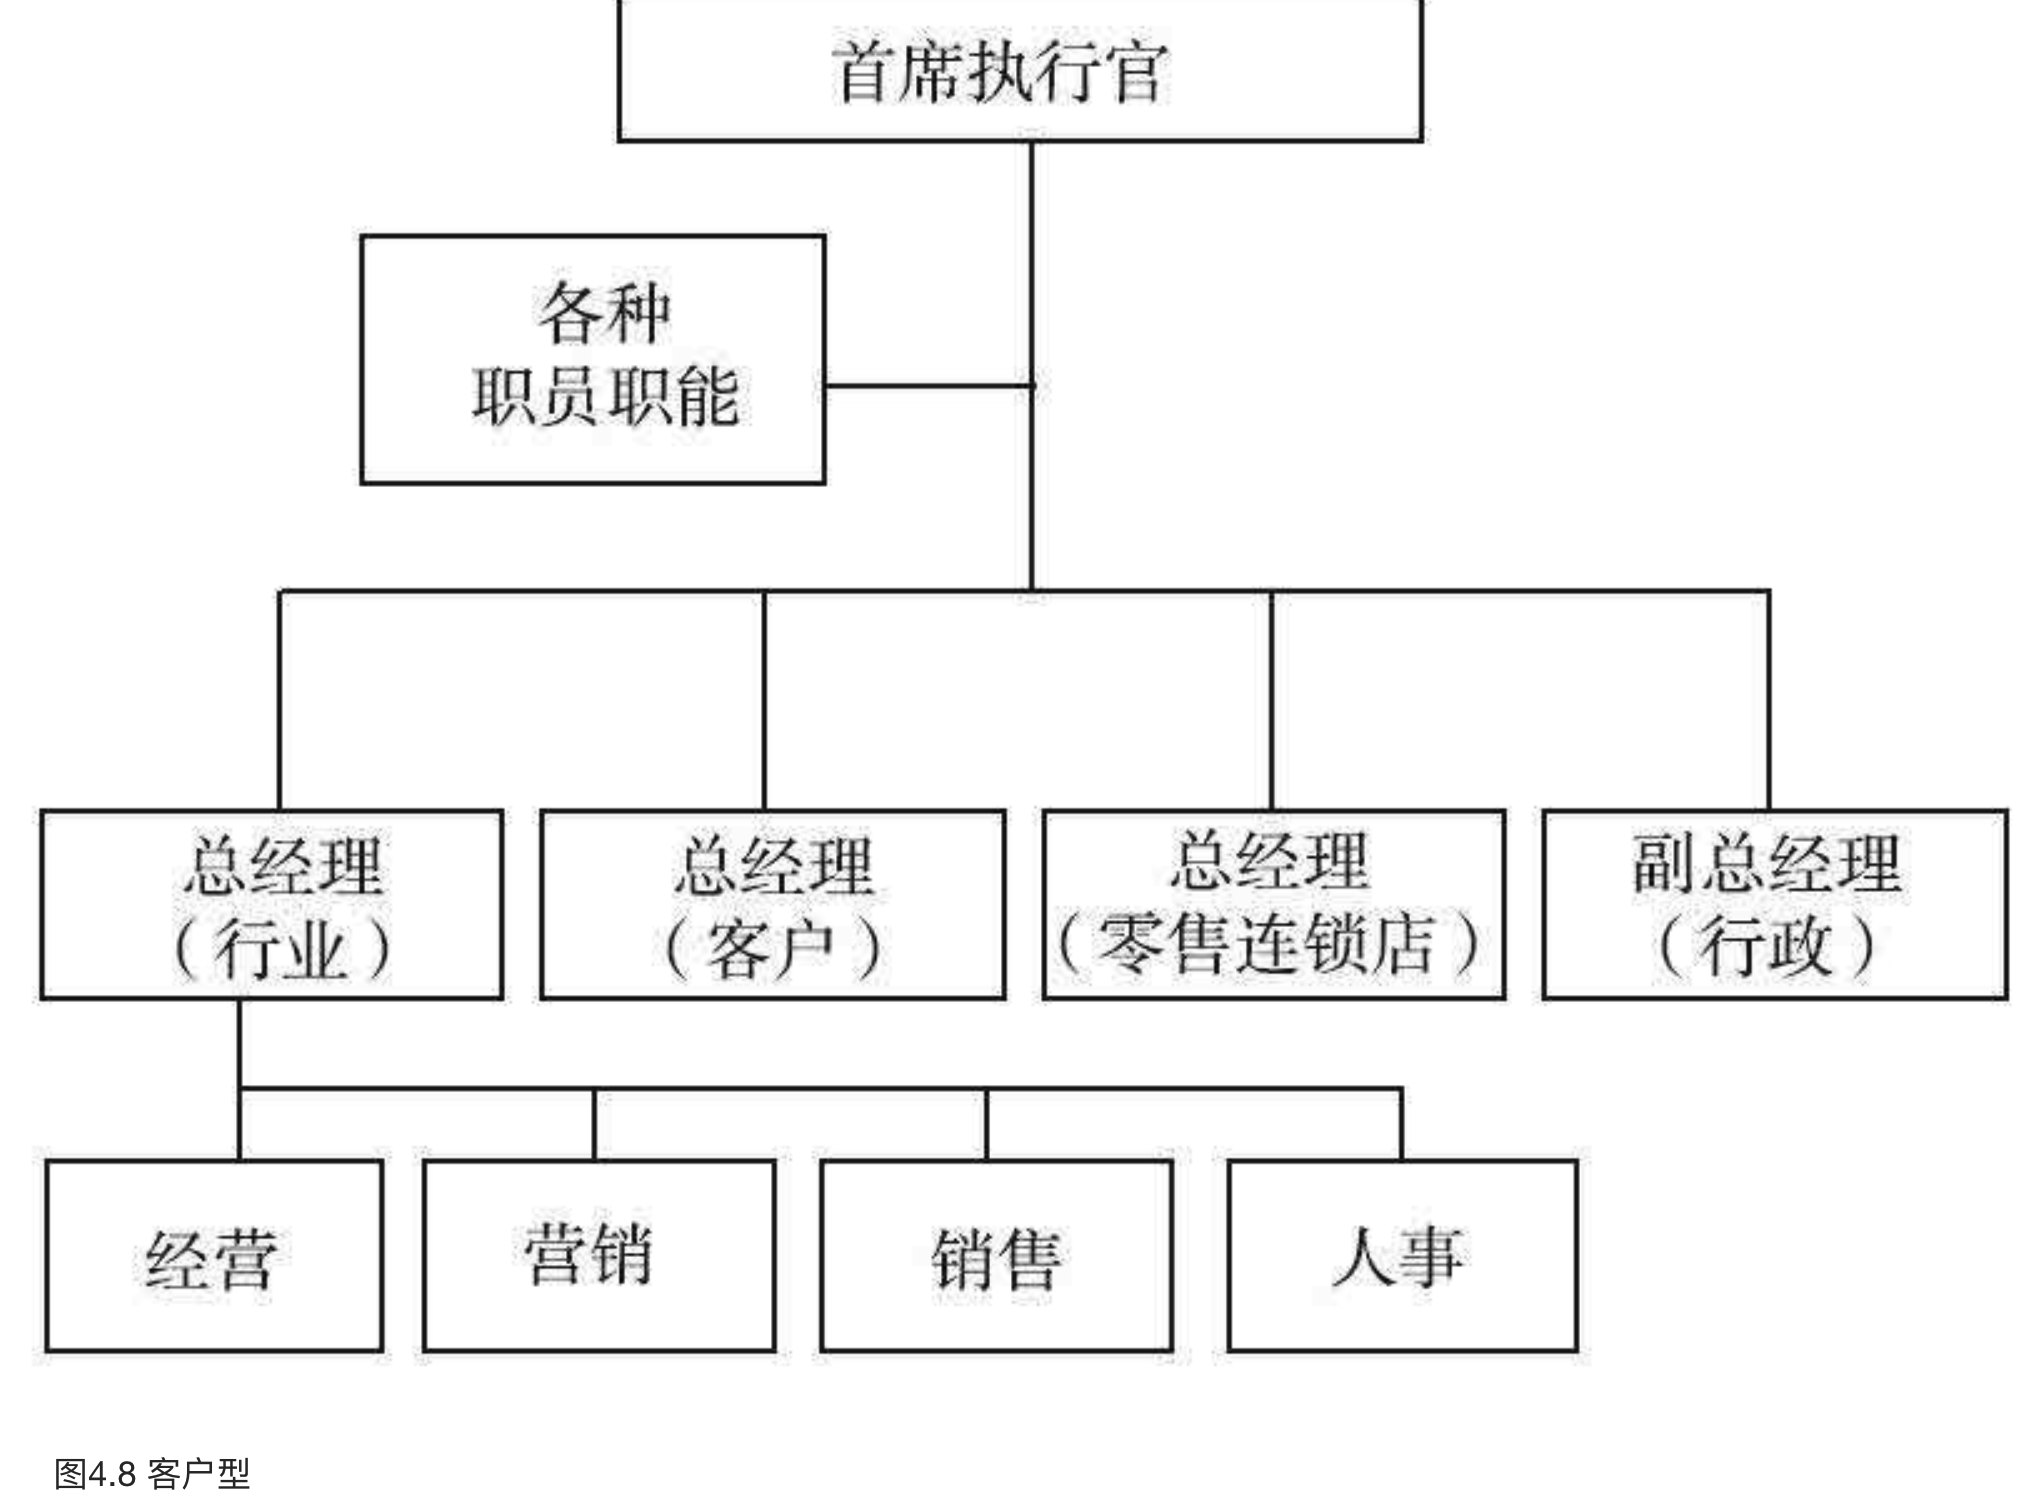 首席执行官
各种
职员职能
总经理
（行业）
总经理
（客户）
总经理
（零售连锁店）
副总经理
（行政）
经营
营销
销售
人事
图4.8 客户型